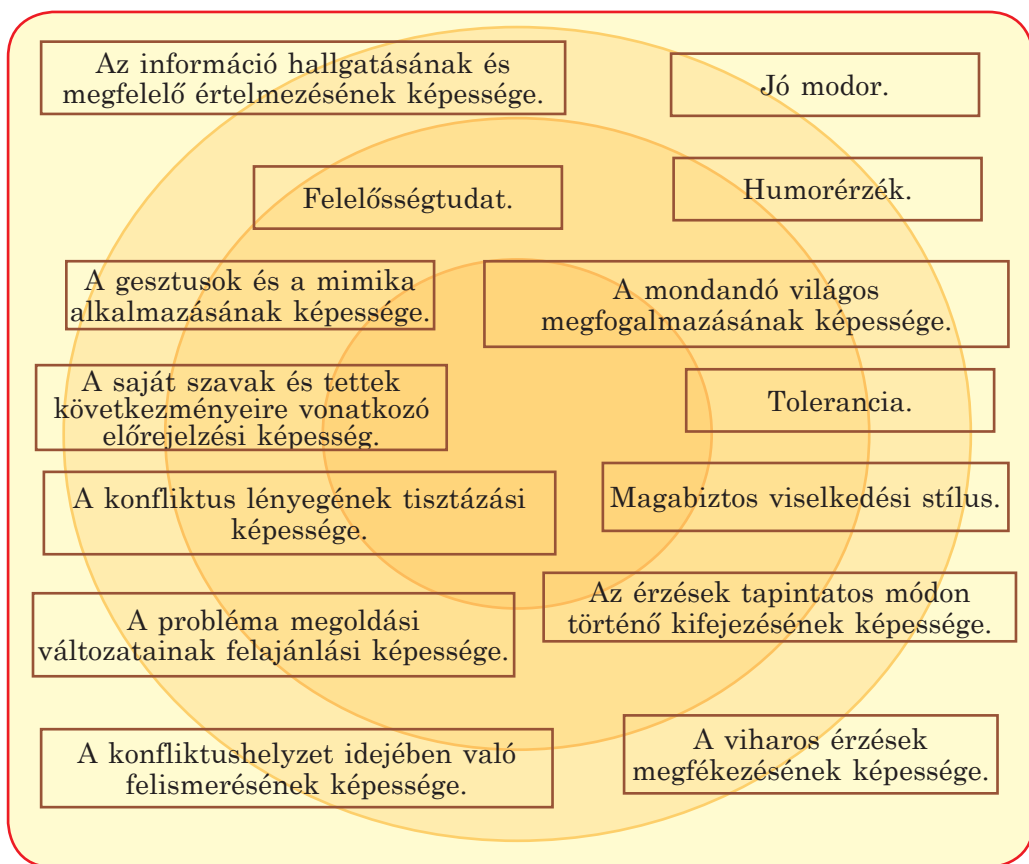 Az információ hallgatásának és
megfelelő értelmezésének képessége.
Jó modor.
Felelősségtudat.
Humorérzék.
A gesztusok és a mimika
alkalmazásának képessége.
A mondandó világos
megfogalmazásának képessége.
A saját szavak és tettek
következményeire vonatkozó
előrejelzési képesség.
Tolerancia.
A konfliktus lényegének tisztázási
képessége.
Magabiztos viselkedési stílus.
Az érzések tapintatos módon
történő kifejezésének képessége.
A probléma megoldási
változatainak felajánlási képessége.
A konfliktushelyzet idejében való
felismerésének képessége.
A viharos érzések
megfékezésének képessége.